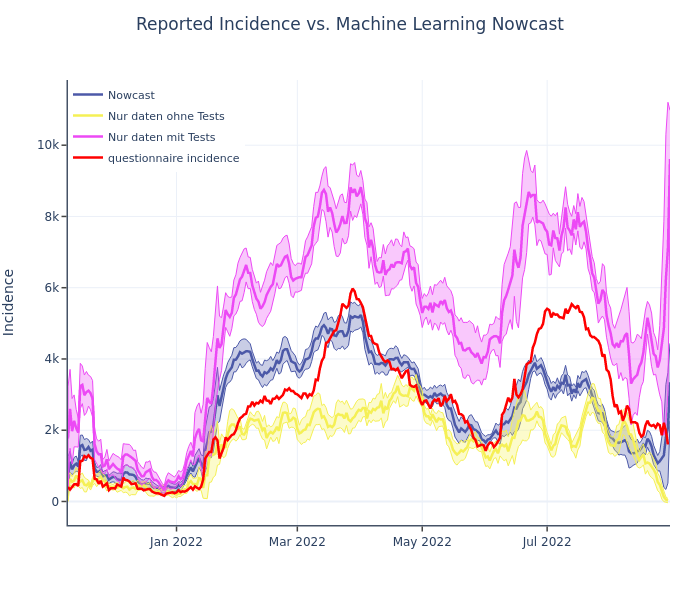 Reported Incidence vs. Machine Learning Nowcast
Nowcast
Nur daten ohne Tests
Nur daten mit Tests
questionnaire incidence
Incidence
10k
8k
6k
4k
2k
0
Jan 2022
Mar 2022
May 2022
Jul 2022